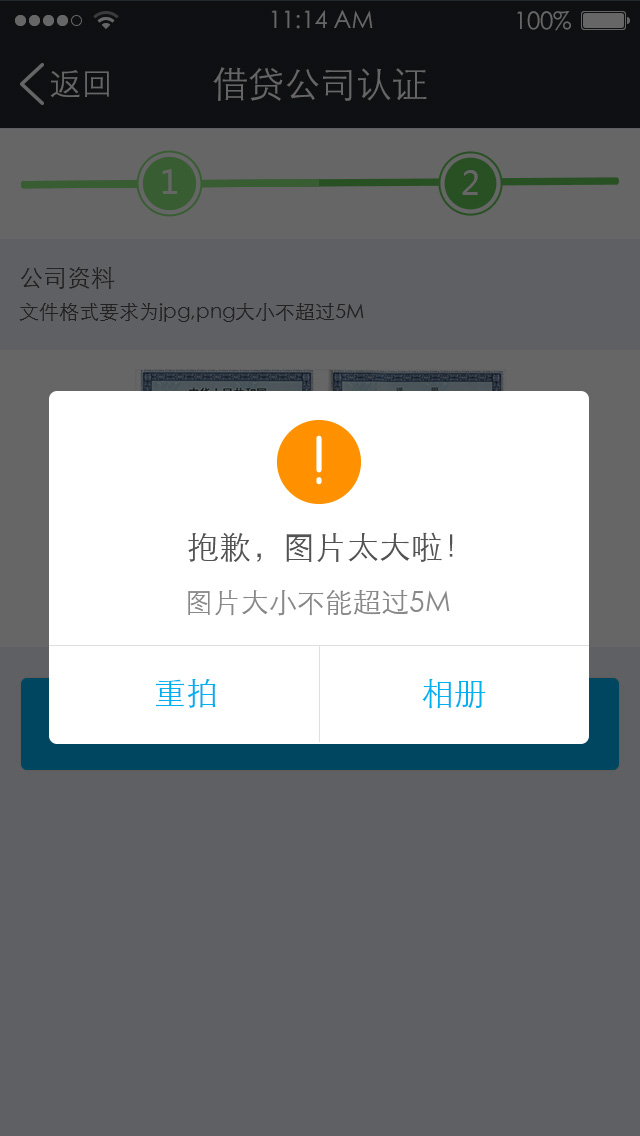 11:14 AM 100%
返回 借贷公司认证
1 2
公司资料
文件格式要求为jpg,png大小不超过5M
抱歉，图片太大啦！
图片大小不能超过5M
重拍 相册